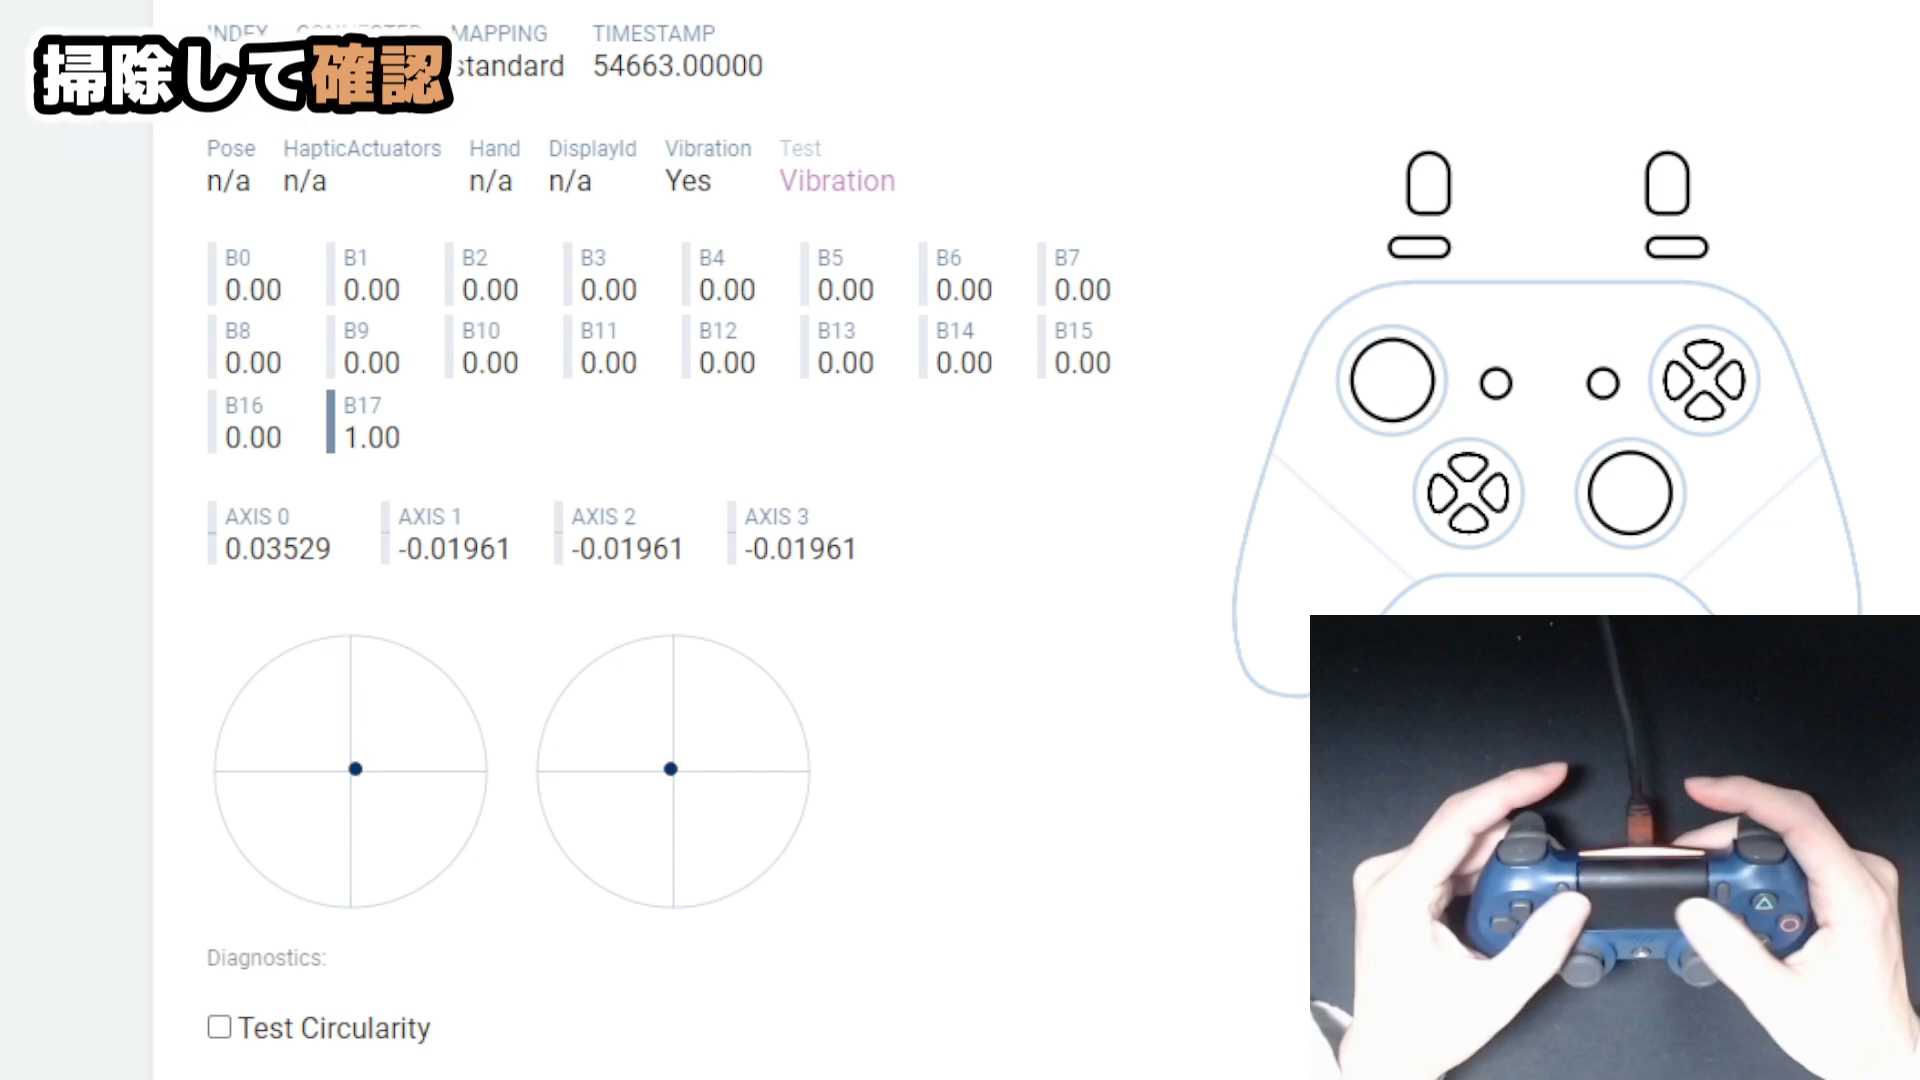 INDEX CONNECTED MAPPING TIMESTAMP
掃除して確認
standard 54663.00000
Pose HapticActuators Hand DisplayId Vibration Test
n/a n/a n/a n/a Yes Vibration
B0 B1 B2 B3 B4 B5 B6 B7
0.00 0.00 0.00 0.00 0.00 0.00 0.00 0.00
B8 B9 B10 B11 B12 B13 B14 B15
0.00 0.00 0.00 0.00 0.00 0.00 0.00 0.00
B16 B17
0.00 1.00
AXIS 0 AXIS 1 AXIS 2 AXIS 3
0.03529 -0.01961 -0.01961 -0.01961
Diagnostics:
Test Circularity